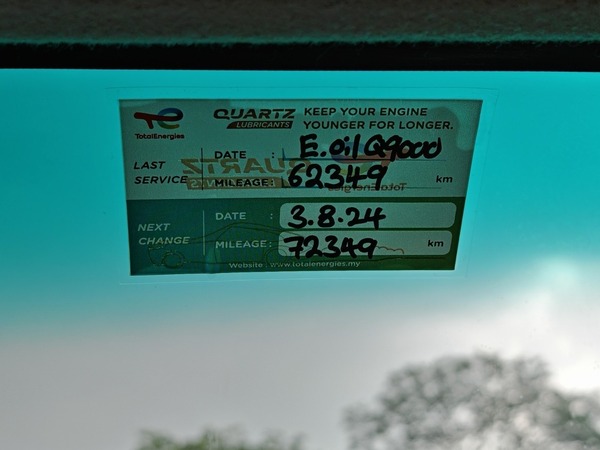 TotalEnergies
QUARTZ
LUBRICANTS
KEEP YOUR ENGINE
YOUNGER FOR LONGER.
LAST
SERVICE
DATE : E.oil Q9000
MILEAGE: 62349 km
NEXT
CHANGE
DATE : 3.8.24
MILEAGE: 72349 km
Website : www.totalenergies.my